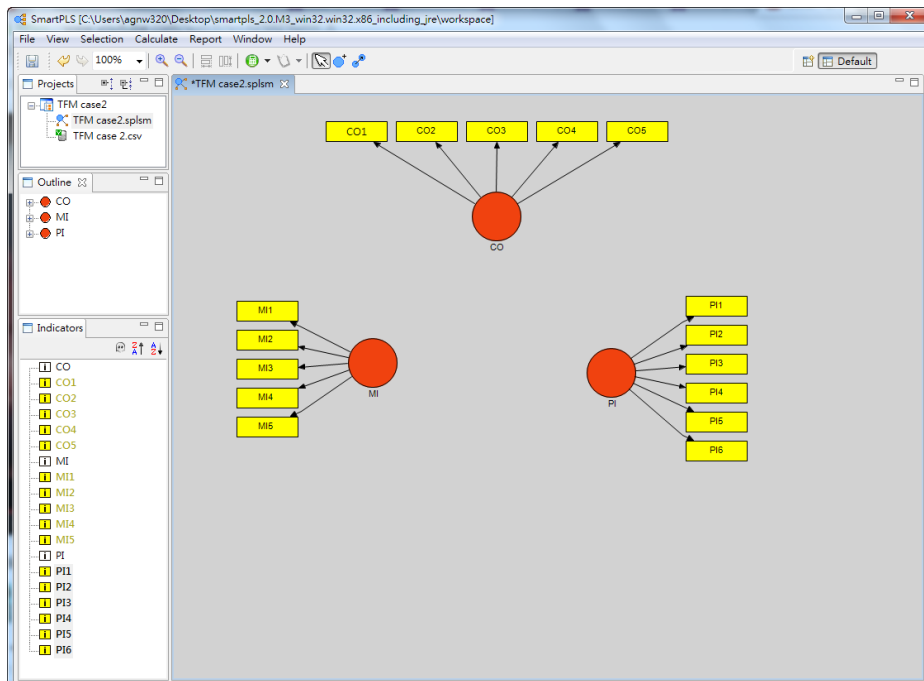 SmartPLS [C:\Users\agnw320\Desktop\smartpls_2.0.M3_win32.win32.x86_including_jre\workspace]
File View Selection Calculate Report Window Help
100% Default
Projects
TFM case2
TFM case2.splsm
TFM case 2.csv
Outline
CO
MI
PI
Indicators
CO
CO1
CO2
CO3
CO4
CO5
MI
MI1
MI2
MI3
MI4
MI5
PI
PI1
PI2
PI3
PI4
PI5
PI6
*TFM case2.splsm
CO1 CO2 CO3 CO4 CO5
CO
MI1
MI2
MI3
MI4
MI5
MI
PI1
PI2
PI3
PI4
PI5
PI6
PI